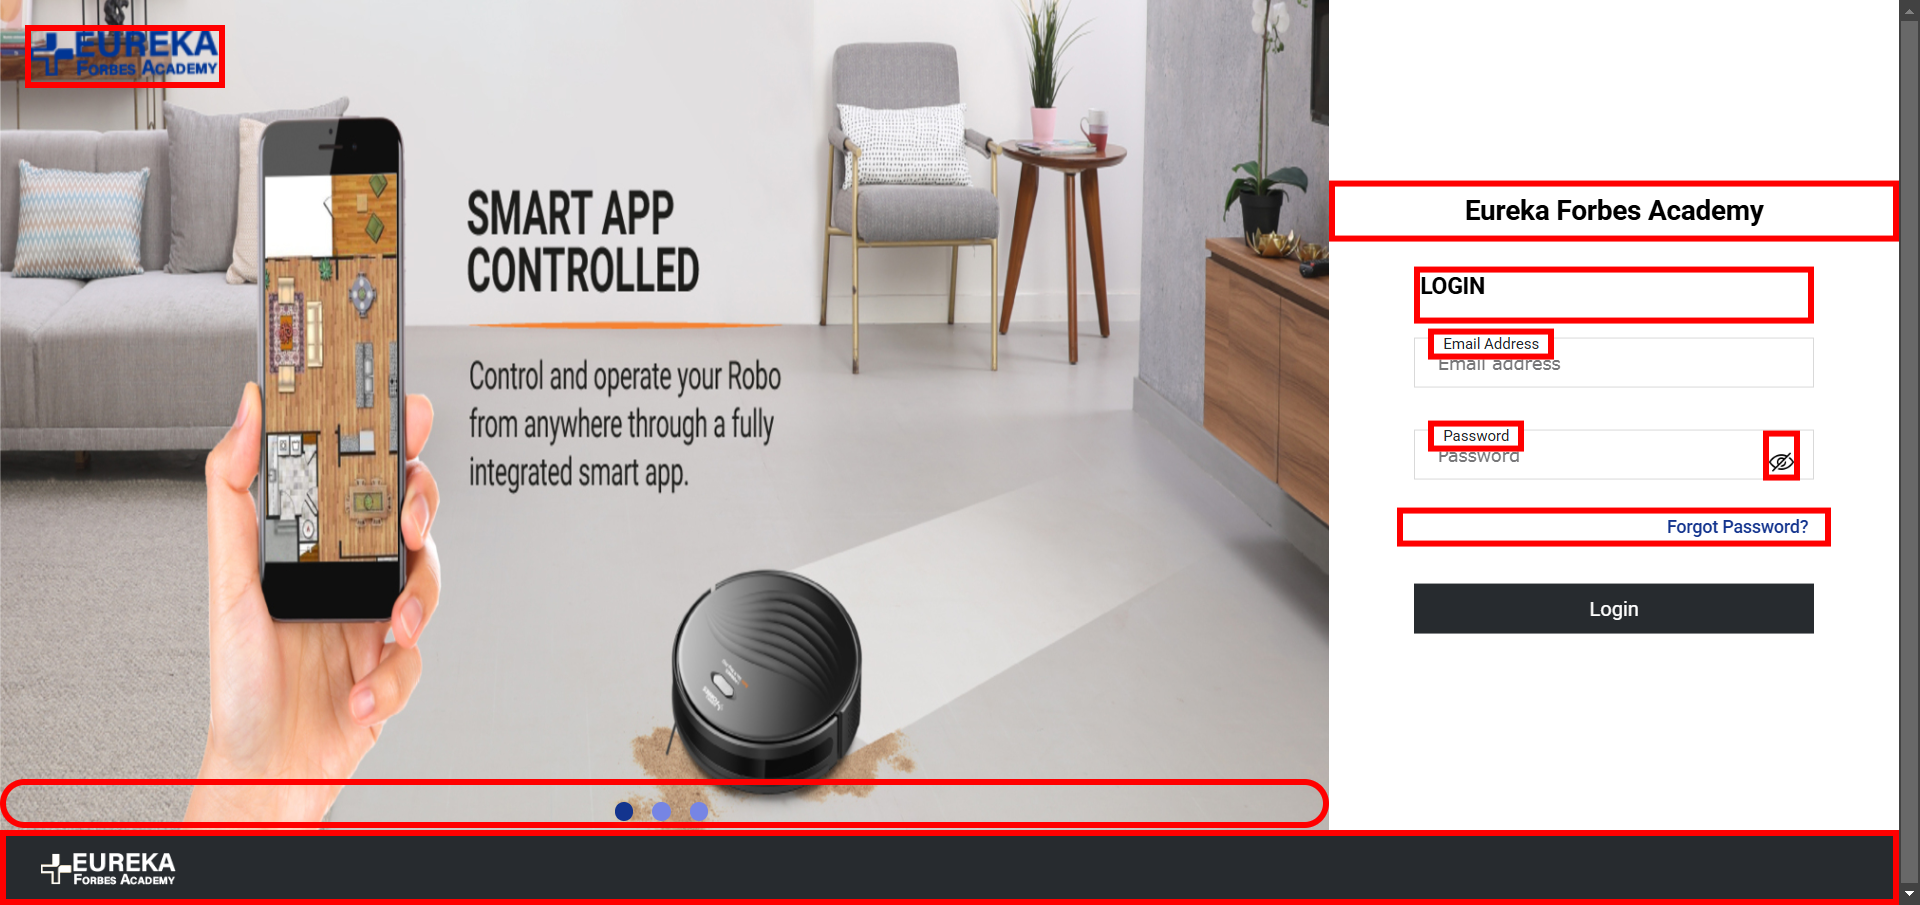 EUREKA
FORBES ACADEMY
SMART APP
CONTROLLED
Control and operate your Robo
from anywhere through a fully
integrated smart app.
Eureka Forbes Academy
LOGIN
Email Address
Email address
Password
Password
Forgot Password?
Login
EUREKA
FORBES ACADEMY